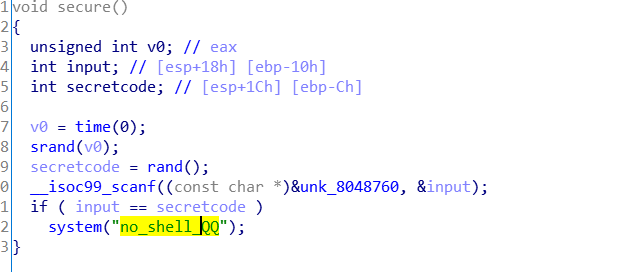 1void secure()
2{
3 unsigned int v0; // eax
4 int input; // [esp+18h] [ebp-10h]
5 int secretcode; // [esp+1Ch] [ebp-Ch]
6
7 v0 = time(0);
8 srand(v0);
9 secretcode = rand();
0 __isoc99_scanf((const char *)&unk_8048760, &input);
1 if ( input == secretcode )
2 system("no_shell_QQ");
3}